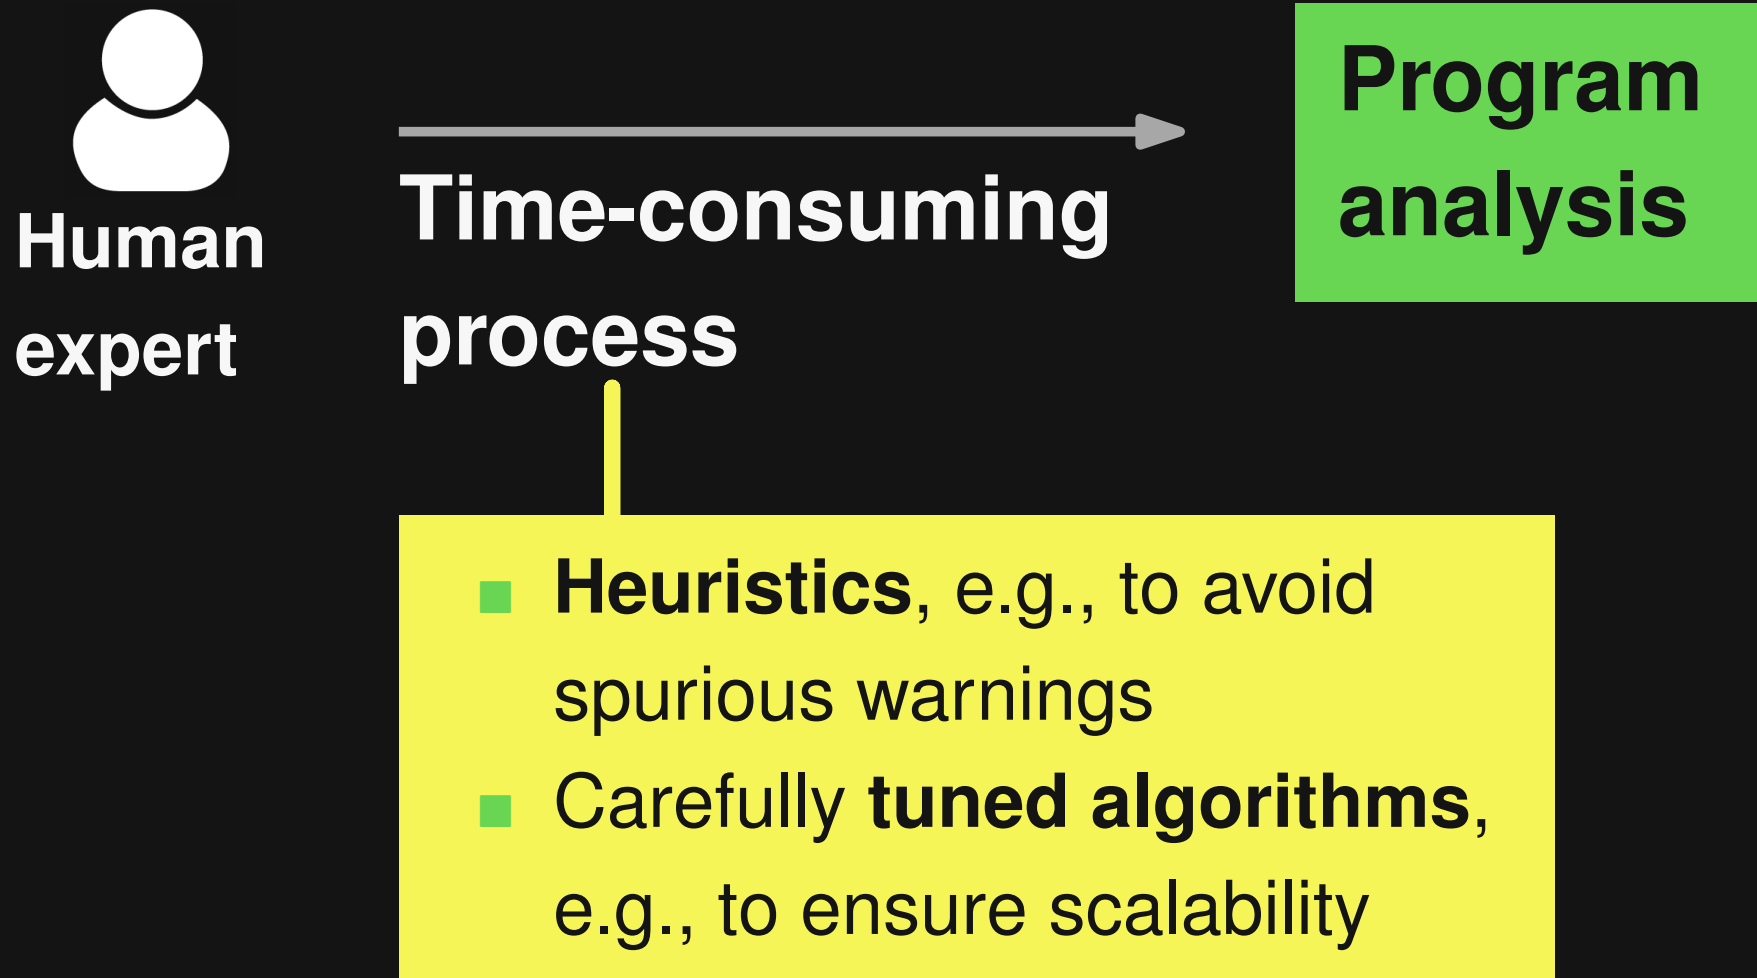 Human
expert
Time-consuming
process
Program
analysis
Heuristics, e.g., to avoid
spurious warnings
Carefully tuned algorithms,
e.g., to ensure scalability